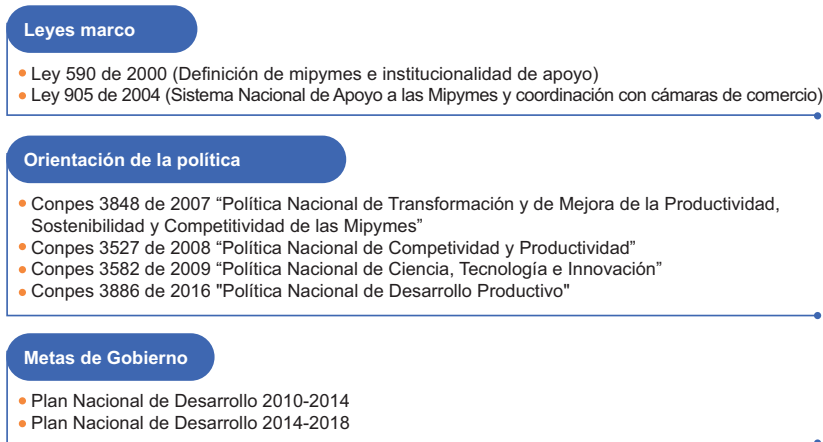 Leyes marco
Ley 590 de 2000 (Definición de mipymes e institucionalidad de apoyo)
Ley 905 de 2004 (Sistema Nacional de Apoyo a las Mipymes y coordinación con cámaras de comercio)
Orientación de la política
Conpes 3848 de 2007 “Política Nacional de Transformación y de Mejora de la Productividad,
Sostenibilidad y Competitividad de las Mipymes”
Conpes 3527 de 2008 “Política Nacional de Competividad y Productividad”
Conpes 3582 de 2009 “Política Nacional de Ciencia, Tecnología e Innovación”
Conpes 3886 de 2016 "Política Nacional de Desarrollo Productivo"
Metas de Gobierno
Plan Nacional de Desarrollo 2010-2014
Plan Nacional de Desarrollo 2014-2018